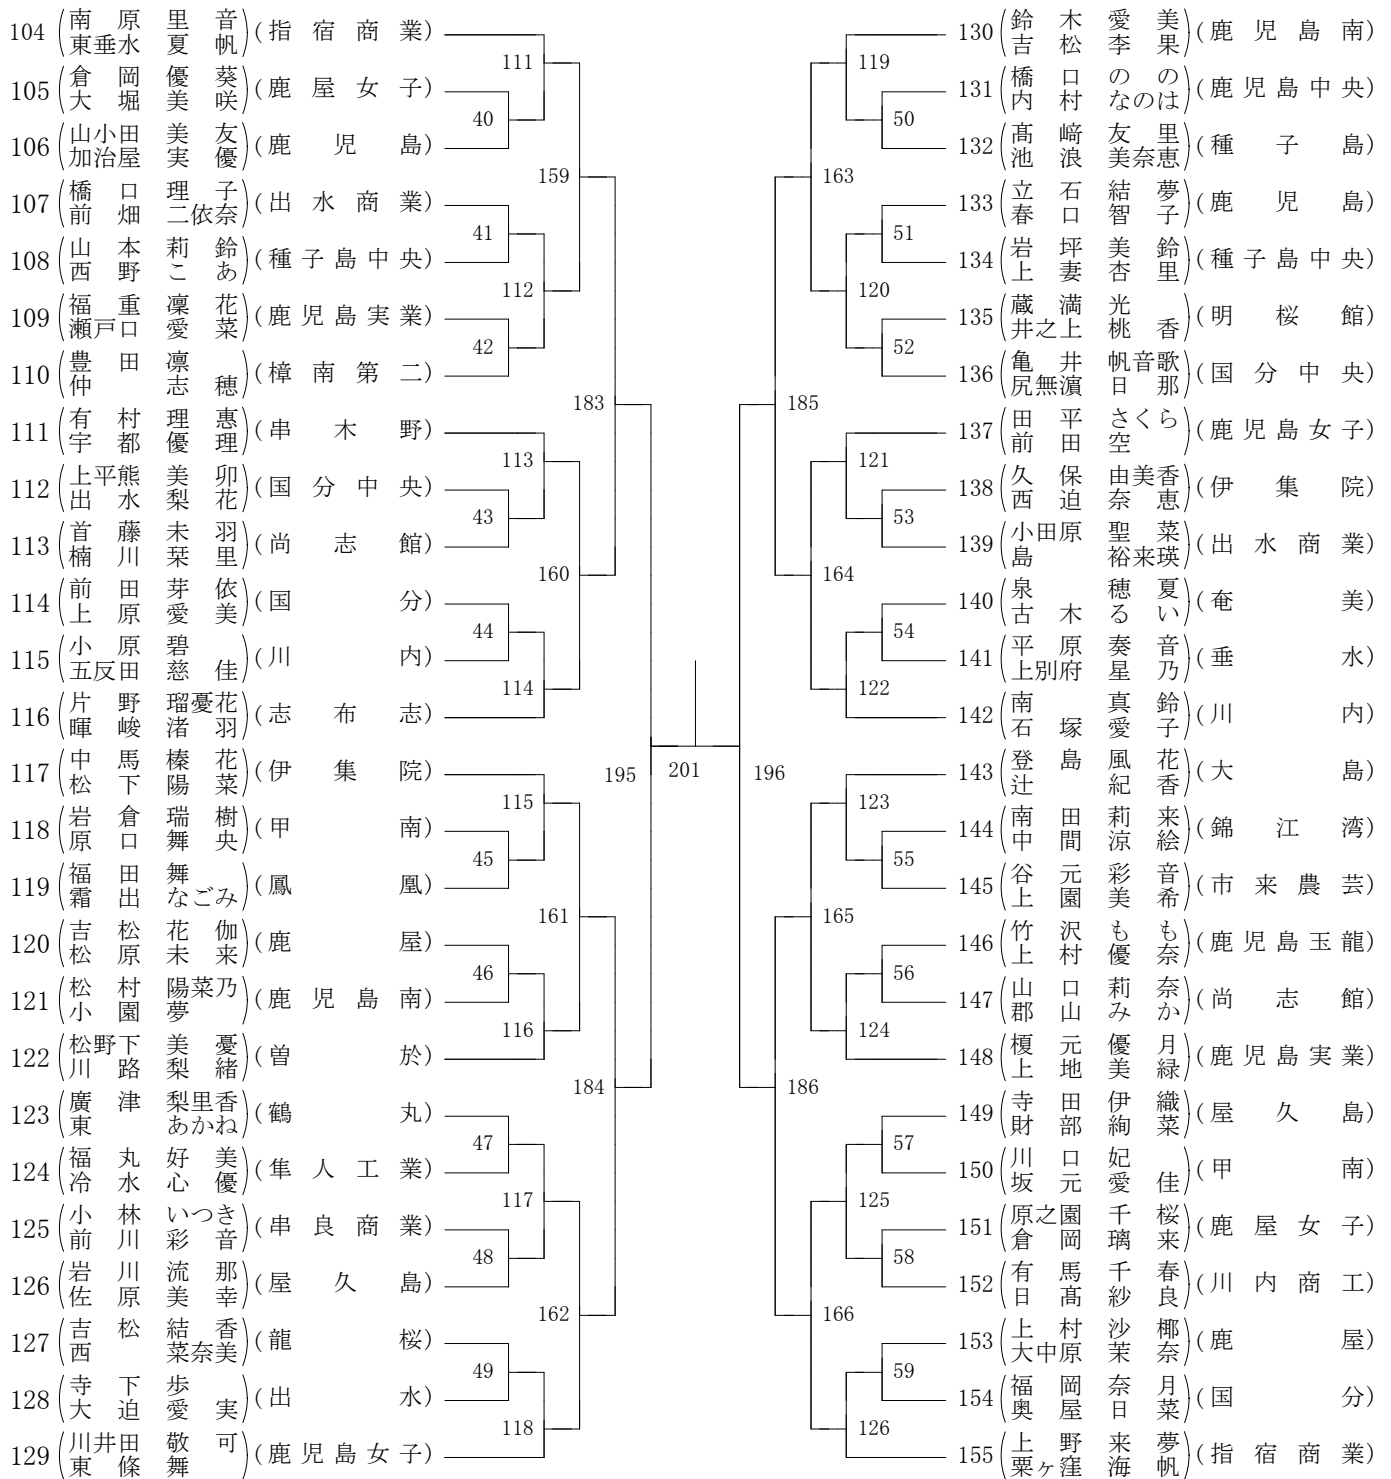 104 (南原里音 東垂水夏帆) (指宿商業)
105 (倉岡優葵 大堀美咲) (鹿屋女子)
106 (山小田美友 加治屋実優) (鹿児島)
107 (橋口理子 前畑二依奈) (出水商業)
108 (山本莉鈴 西野こあ) (種子島中央)
109 (福重凜花 瀬戸口愛菜) (鹿児島実業)
110 (豊田凛 仲志穂) (樟南第二)
111 (有村理惠 宇都優理) (串木野)
112 (上平熊美卯 出水梨花) (国分中央)
113 (首藤未羽 楠川栞里) (尚志館)
114 (前田芽依 上原愛美) (国分)
115 (小原碧 五反田慈佳) (川内)
116 (片野瑠憂花 暉峻渚羽) (志布志)
117 (中馬榛花 松下陽菜) (伊集院)
118 (岩倉瑞樹 原口舞央) (甲南)
119 (福田舞 霜出なごみ) (鳳凰)
120 (吉松花伽 松原未来) (鹿屋)
121 (松村陽菜乃 小園夢) (鹿児島南)
122 (松野下美憂 川路梨緒) (曽於)
123 (廣津梨里香 東あかね) (鶴丸)
124 (福丸好美 冷水心優) (隼人工業)
125 (小林いつき 前川彩音) (串良商業)
126 (岩川流那 佐原美幸) (屋久島)
127 (吉松結香 西菜奈美) (龍桜)
128 (寺下歩 大迫愛実) (出水)
129 (川井田敬可 東條舞) (鹿児島女子)
111
40
159
41
112
42
183
113
43
160
44
114
195
115
45
161
46
116
184
47
117
48
162
49
118
201
196
119
50
163
51
120
52
185
121
53
164
54
122
123
55
165
56
124
186
57
125
58
166
59
126
130 (鈴木愛美 吉松李果) (鹿児島南)
131 (橋口のの 内村なのは) (鹿児島中央)
132 (髙﨑友里 池浪美奈恵) (種子島)
133 (立石結夢 春口智子) (鹿児島)
134 (岩坪美鈴 上妻杏里) (種子島中央)
135 (蔵満光 井之上桃香) (明桜館)
136 (亀井帆音歌 尻無濵日那) (国分中央)
137 (田平さくら 前田空) (鹿児島女子)
138 (久保由美香 西迫奈恵) (伊集院)
139 (小田原聖菜 島裕来瑛) (出水商業)
140 (泉穂夏 古木るい) (奄美)
141 (平原奏音 上別府星乃) (垂水)
142 (南真鈴 石塚愛子) (川内)
143 (登島風花 辻紀香) (大島)
144 (南田莉来 中間涼絵) (錦江湾)
145 (谷元彩音 上園美希) (市来農芸)
146 (竹沢もも 上村優奈) (鹿児島玉龍)
147 (山口莉奈 郡山みか) (尚志館)
148 (榎元優月 上地美緑) (鹿児島実業)
149 (寺田伊織 財部絢菜) (屋久島)
150 (川口妃 坂元愛佳) (甲南)
151 (原之園千桜 倉岡璃来) (鹿屋女子)
152 (有馬千春 日髙紗良) (川内商工)
153 (上村沙椰 大中原茉奈) (鹿屋)
154 (福岡奈月 奥屋日菜) (国分)
155 (上野来夢 粟ヶ窪海帆) (指宿商業)